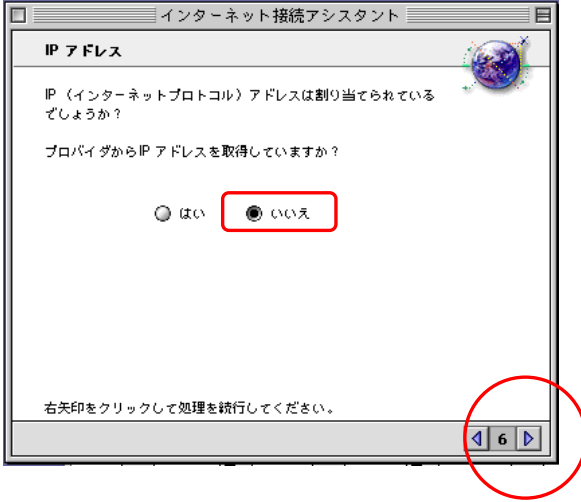 インターネット接続アシスタント
IP アドレス
IP （インターネットプロトコル）アドレスは割り当てられている
でしょうか？
プロバイダからIP アドレスを取得していますか？
はい いいえ
右矢印をクリックして処理を続行してください。
6